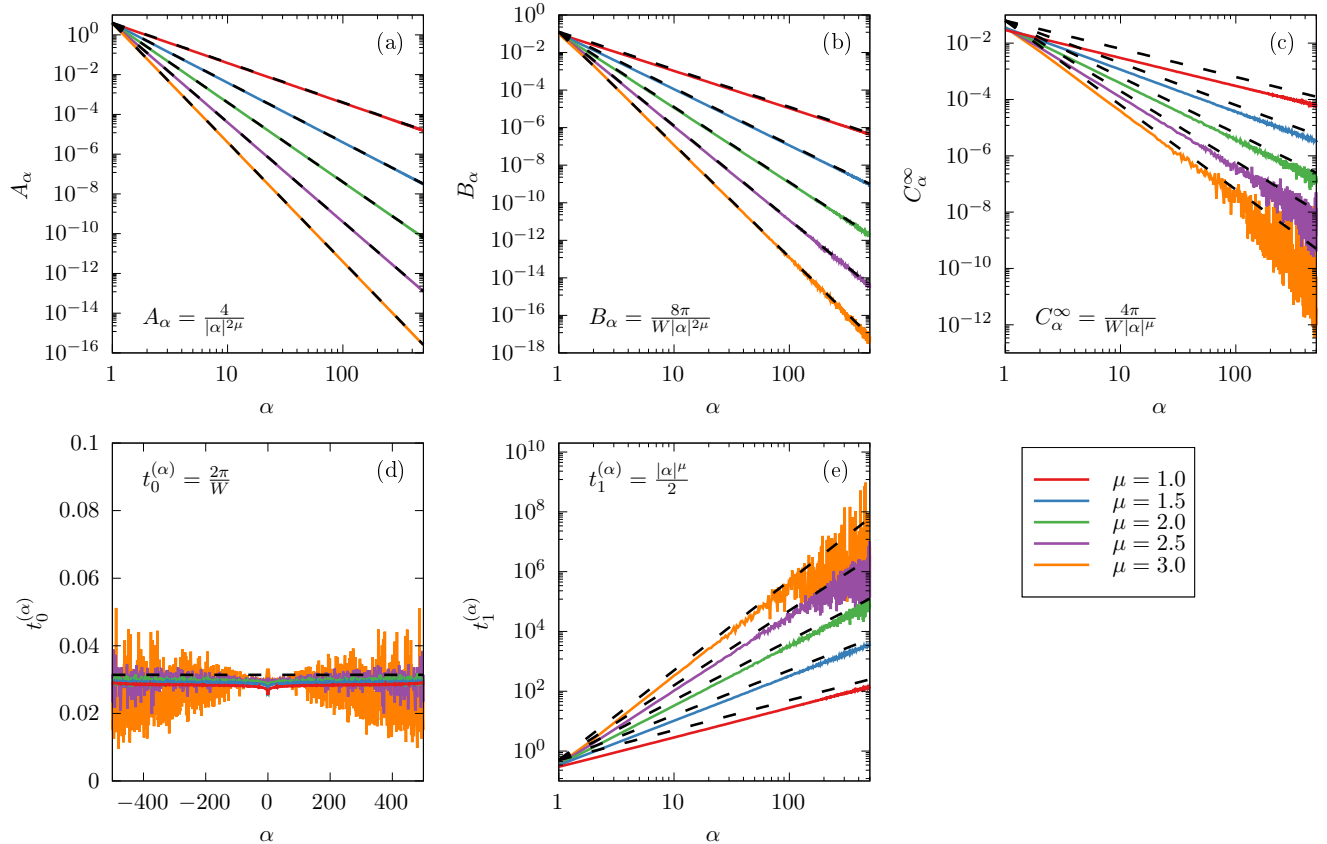 (a)
A_α
10^0
10^−2
10^−4
10^−6
10^−8
10^−10
10^−12
10^−14
10^−16
A_α = 4/|α|^{2μ}
1 10 100
α
(b)
B_α
10^0
10^−2
10^−4
10^−6
10^−8
10^−10
10^−12
10^−14
10^−16
10^−18
B_α = 8π/(W|α|^{2μ})
1 10 100
α
(c)
C_α^∞
10^−2
10^−4
10^−6
10^−8
10^−10
10^−12
C_α^∞ = 4π/(W|α|^μ)
1 10 100
α
(d)
t_0^{(α)}
0.1
0.08
0.06
0.04
0.02
0
t_0^{(α)} = 2π/W
−400 −200 0 200 400
α
(e)
t_1^{(α)}
10^10
10^8
10^6
10^4
10^2
10^0
t_1^{(α)} = |α|^μ/2
1 10 100
α
μ = 1.0
μ = 1.5
μ = 2.0
μ = 2.5
μ = 3.0